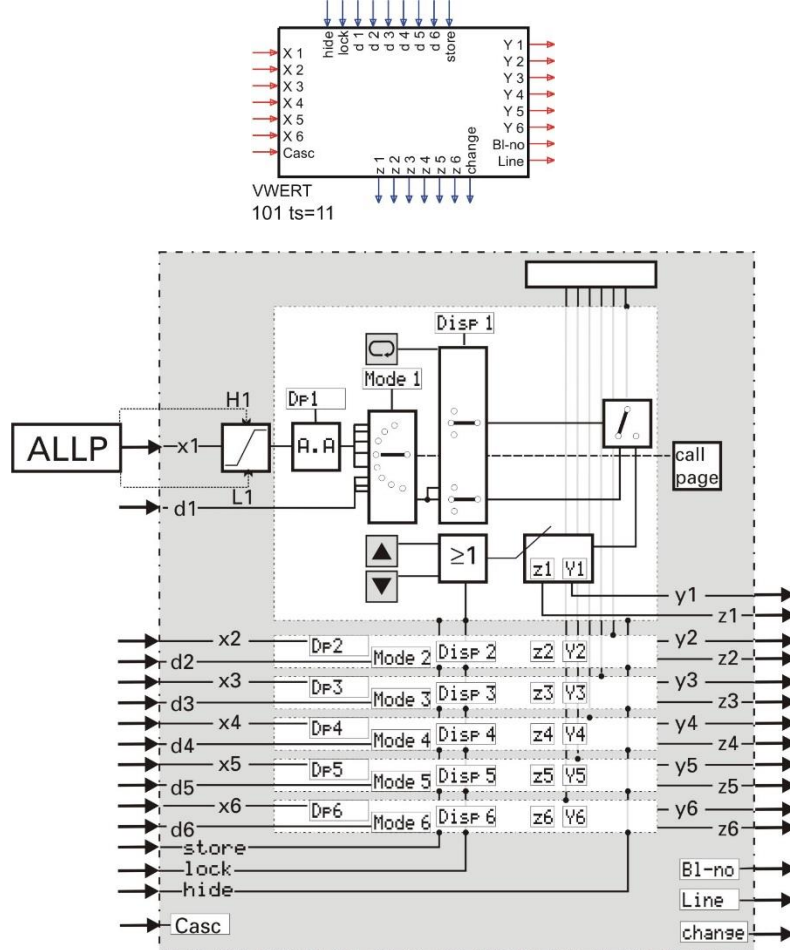 hide
lock
d 1
d 2
d 3
d 4
d 5
d 6
store
X 1
X 2
X 3
X 4
X 5
X 6
Casc
Y 1
Y 2
Y 3
Y 4
Y 5
Y 6
Bl-no
Line
z 1
z 2
z 3
z 4
z 5
z 6
change
VWERT
101 ts=11
Disp 1
Mode 1
Dp1
H1
ALLP
x1
A.A
call
page
L1
d1
≥1
z1 Y1
y1
z1
x2 Dp2 y2
d2 Mode 2 Disp 2 z2 Y2 z2
x3 Dp3 y3
d3 Mode 3 Disp 3 z3 Y3 z3
x4 Dp4 y4
d4 Mode 4 Disp 4 z4 Y4 z4
x5 Dp5 y5
d5 Mode 5 Disp 5 z5 Y5 z5
x6 Dp6 y6
d6 Mode 6 Disp 6 z6 Y6 z6
store
lock
hide
Bl-no
Line
Casc
change